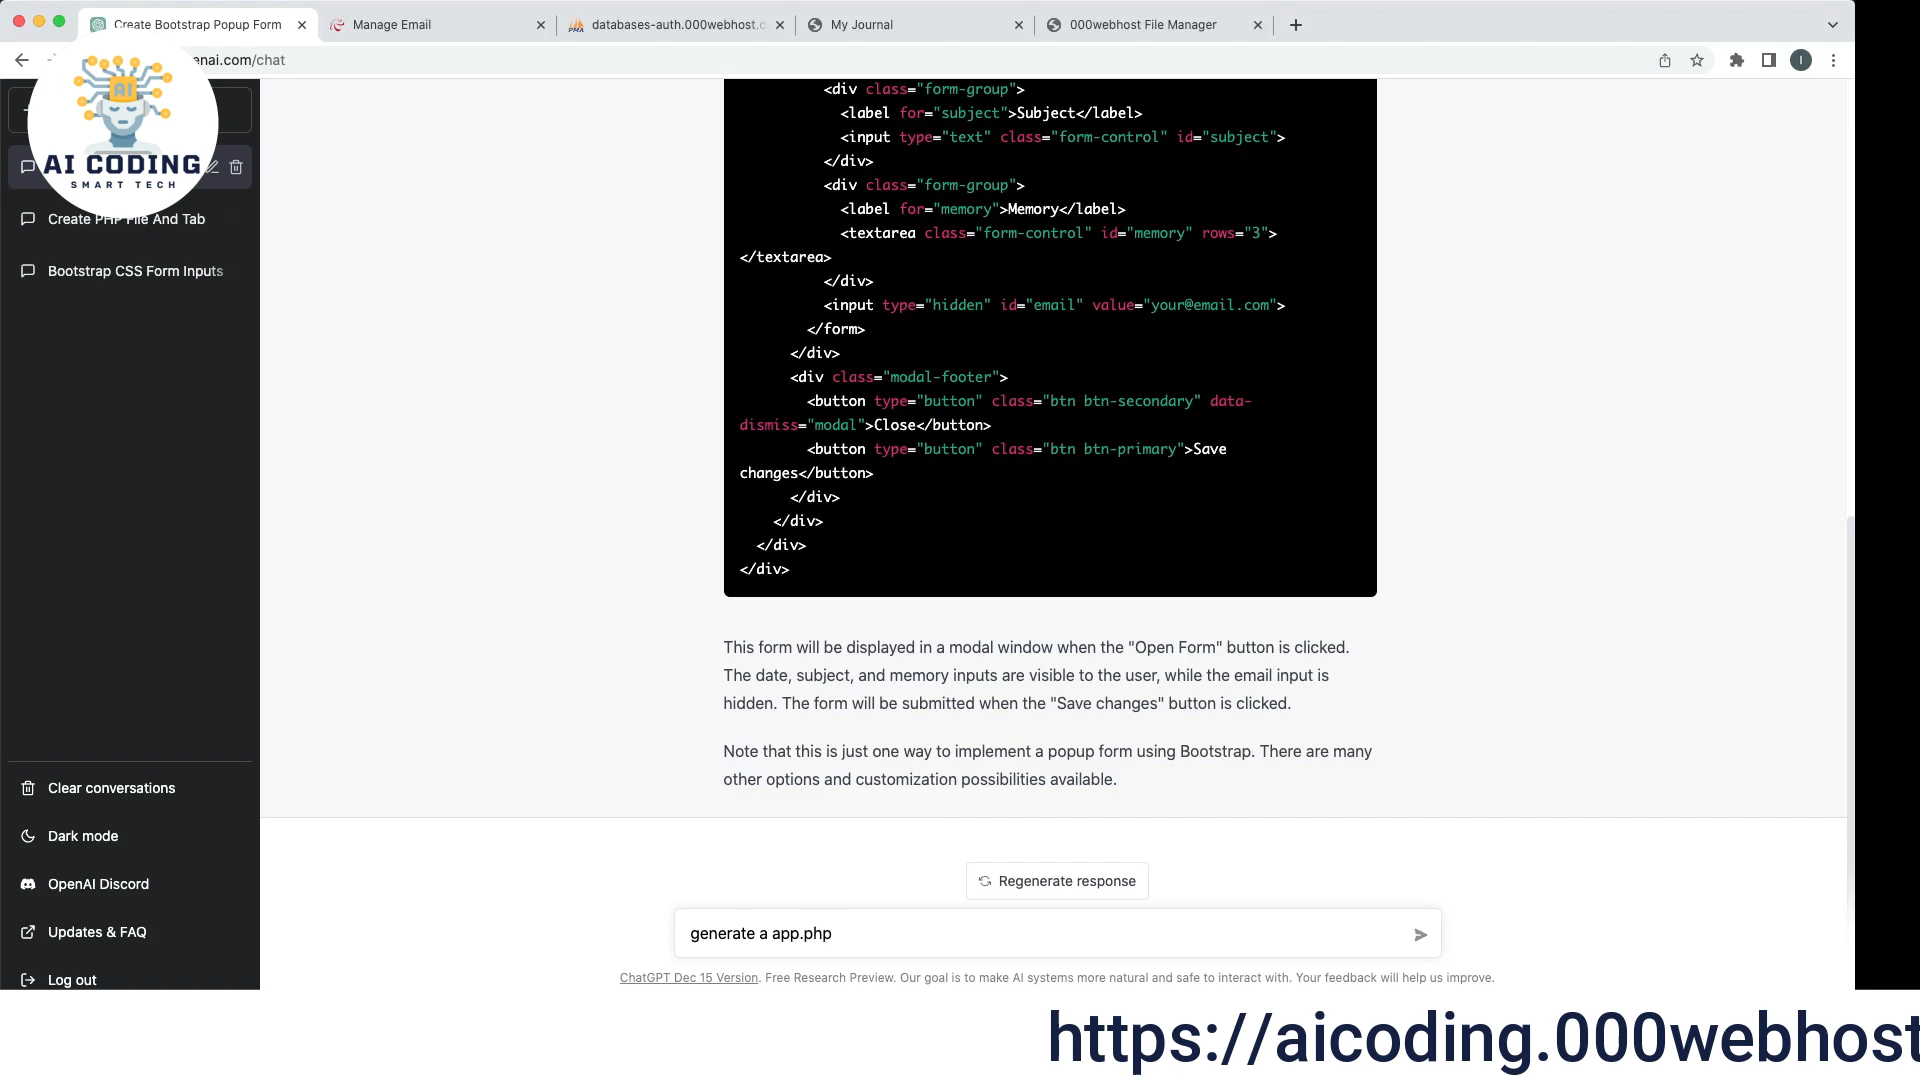 Create Bootstrap Popup Form
Manage Email
databases-auth.000webhost.c
My Journal
000webhost File Manager
enai.com/chat
I
AI
AI CODING
SMART TECH
Create PHP File And Tab
Bootstrap CSS Form Inputs
<div class="form-group">
<label for="subject">Subject</label>
<input type="text" class="form-control" id="subject">
</div>
<div class="form-group">
<label for="memory">Memory</label>
<textarea class="form-control" id="memory" rows="3">
</textarea>
</div>
<input type="hidden" id="email" value="your@email.com">
</form>
</div>
<div class="modal-footer">
<button type="button" class="btn btn-secondary" data-
dismiss="modal">Close</button>
<button type="button" class="btn btn-primary">Save
changes</button>
</div>
</div>
</div>
</div>
This form will be displayed in a modal window when the "Open Form" button is clicked.
The date, subject, and memory inputs are visible to the user, while the email input is
hidden. The form will be submitted when the "Save changes" button is clicked.
Note that this is just one way to implement a popup form using Bootstrap. There are many
other options and customization possibilities available.
Clear conversations
Dark mode
OpenAI Discord
Updates & FAQ
Log out
Regenerate response
generate a app.php
ChatGPT Dec 15 Version. Free Research Preview. Our goal is to make AI systems more natural and safe to interact with. Your feedback will help us improve.
https://aicoding.000webhost